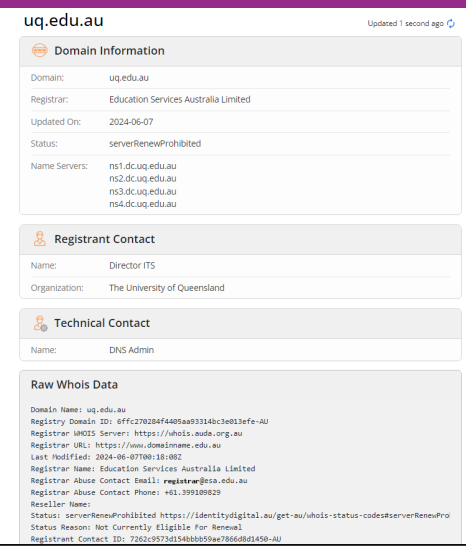 uq.edu.au
Updated 1 second ago
Domain Information
Domain: uq.edu.au
Registrar: Education Services Australia Limited
Updated On: 2024-06-07
Status: serverRenewProhibited
Name Servers: ns1.dc.uq.edu.au
ns2.dc.uq.edu.au
ns3.dc.uq.edu.au
ns4.dc.uq.edu.au
Registrant Contact
Name: Director ITS
Organization: The University of Queensland
Technical Contact
Name: DNS Admin
Raw Whois Data
Domain Name: uq.edu.au
Registry Domain ID: 6ffc270284f4405aa93314bc3e013efe-AU
Registrar WHOIS Server: https://whois.auda.org.au
Registrar URL: https://www.domainname.edu.au
Last Modified: 2024-06-07T00:18:08Z
Registrar Name: Education Services Australia Limited
Registrar Abuse Contact Email: registrar@esa.edu.au
Registrar Abuse Contact Phone: +61.399109829
Reseller Name:
Status: serverRenewProhibited https://identitydigital.au/get-au/whois-status-codes#serverRenewPro
Status Reason: Not Currently Eligible For Renewal
Registrant Contact ID: 7262c9573d154bbbb59ae7866d8d1450-AU